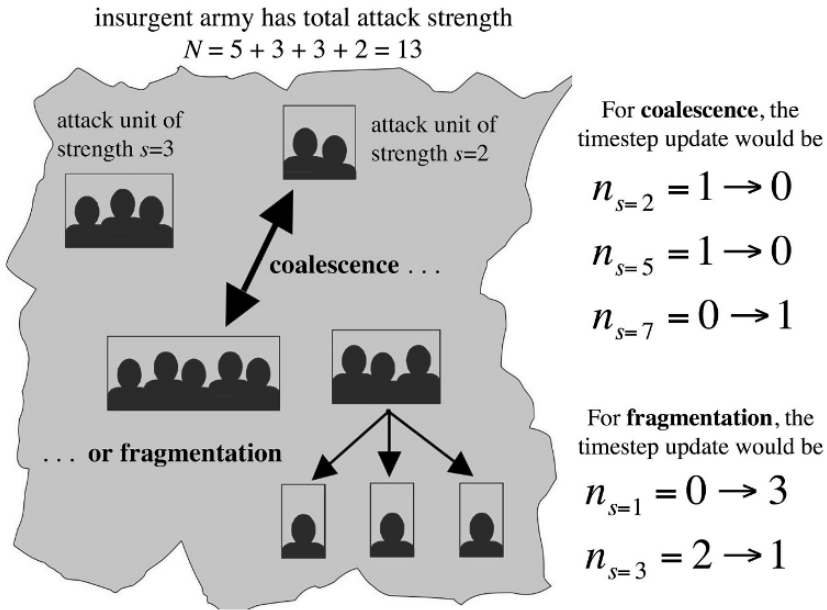 insurgent army has total attack strength
N = 5 + 3 + 3 + 2 = 13
attack unit of
strength s=3
attack unit of
strength s=2
coalescence . . .
. . . or fragmentation
For coalescence, the
timestep update would be
n_{s=2} = 1 → 0
n_{s=5} = 1 → 0
n_{s=7} = 0 → 1
For fragmentation, the
timestep update would be
n_{s=1} = 0 → 3
n_{s=3} = 2 → 1